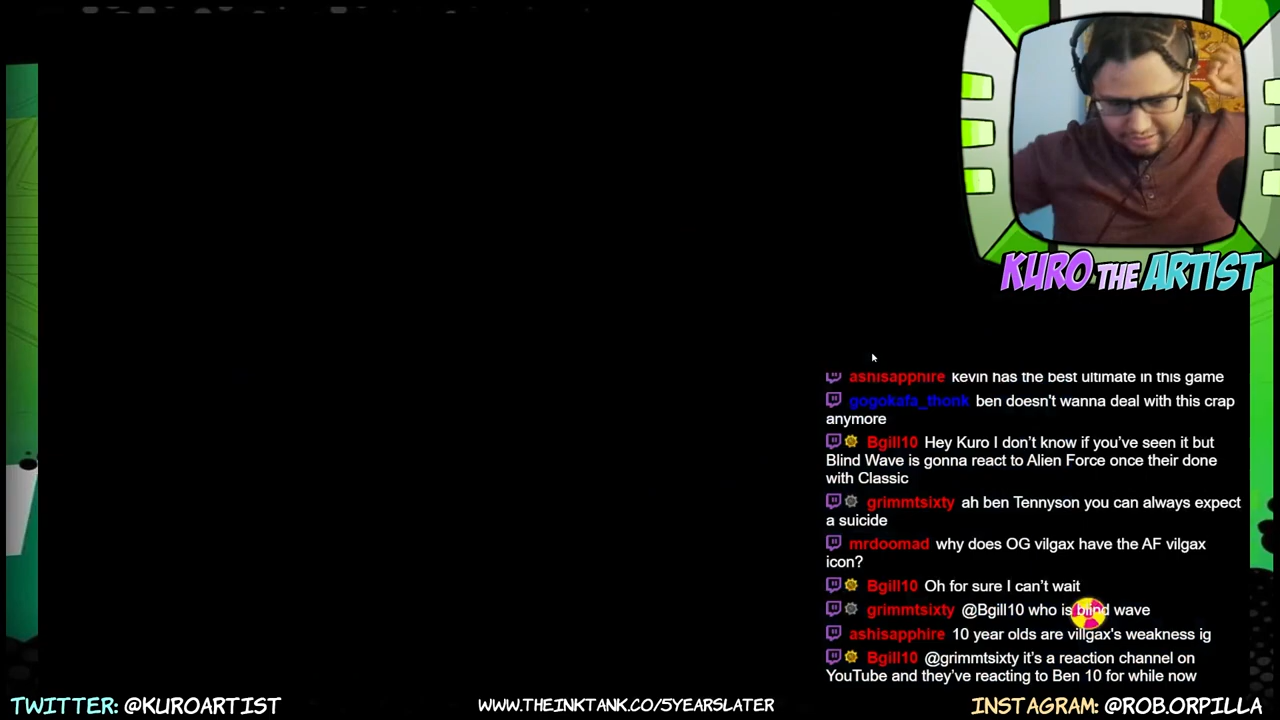 KURO THE ARTIST
ashisapphire kevin has the best ultimate in this game
gogokafa_thonk ben doesn't wanna deal with this crap
anymore
Bgill10 Hey Kuro I don't know if you've seen it but
Blind Wave is gonna react to Alien Force once their done
with Classic
grimmtsixty ah ben Tennyson you can always expect
a suicide
mrdoomad why does OG vilgax have the AF vilgax
icon?
Bgill10 Oh for sure I can't wait
grimmtsixty @Bgill10 who is blind wave
ashisapphire 10 year olds are villgax's weakness ig
Bgill10 @grimmtsixty it's a reaction channel on
YouTube and they've reacting to Ben 10 for while now
TWITTER: @KUROARTIST
WWW.THEINKTANK.CO/5YEARSLATER
INSTAGRAM: @ROB.ORPILLA